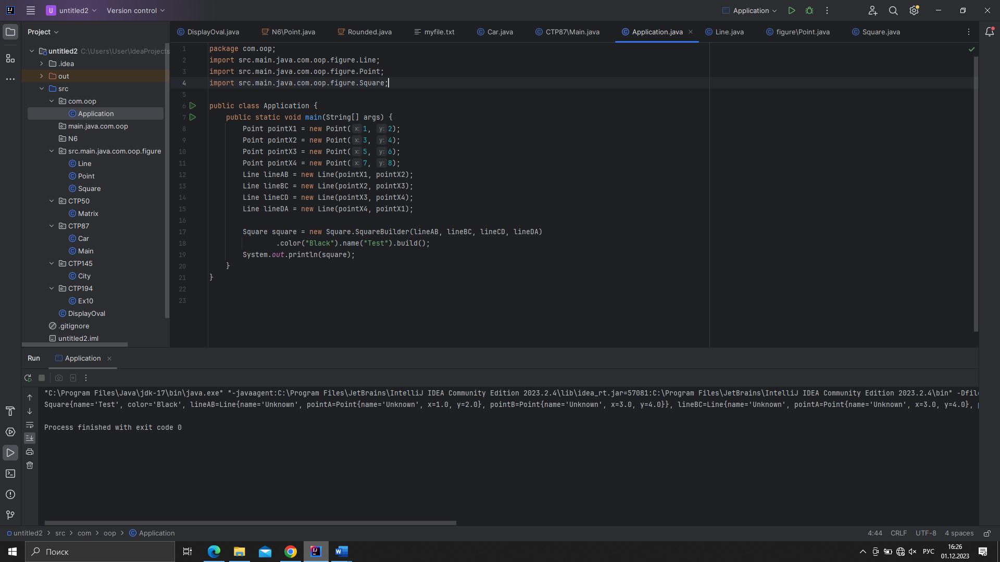 U untitled2 Version control Application
Project
DisplayOval.java N6\Point.java Rounded.java myfile.txt Car.java CTP87\Main.java Application.java Line.java figure\Point.java Square.java
untitled2 C:\Users\User\IdeaProjects
.idea
out
src
com.oop
Application
main.java.com.oop
N6
src.main.java.com.oop.figure
Line
Point
Square
CTP50
Matrix
CTP87
Car
Main
CTP145
City
CTP194
Ex10
DisplayOval
.gitignore
untitled2.iml
1 package com.oop;
2 import src.main.java.com.oop.figure.Line;
3 import src.main.java.com.oop.figure.Point;
4 import src.main.java.com.oop.figure.Square;
5
6 public class Application {
7 public static void main(String[] args) {
8 Point pointX1 = new Point( x: 1, y: 2);
9 Point pointX2 = new Point( x: 3, y: 4);
10 Point pointX3 = new Point( x: 5, y: 6);
11 Point pointX4 = new Point( x: 7, y: 8);
12 Line lineAB = new Line(pointX1, pointX2);
13 Line lineBC = new Line(pointX2, pointX3);
14 Line lineCD = new Line(pointX3, pointX4);
15 Line lineDA = new Line(pointX4, pointX1);
16
17 Square square = new Square.SquareBuilder(lineAB, lineBC, lineCD, lineDA)
18 .color("Black").name("Test").build();
19 System.out.println(square);
20 }
21 }
22
23
Run Application
"C:\Program Files\Java\jdk-17\bin\java.exe" "-javaagent:C:\Program Files\JetBrains\IntelliJ IDEA Community Edition 2023.2.4\lib\idea_rt.jar=57081:C:\Program Files\JetBrains\IntelliJ IDEA Community Edition 2023.2.4\bin" -Dfile
Square{name='Test', color='Black', lineAB=Line{name='Unknown', pointA=Point{name='Unknown', x=1.0, y=2.0}, pointB=Point{name='Unknown', x=3.0, y=4.0}}, lineBC=Line{name='Unknown', pointA=Point{name='Unknown', x=3.0, y=4.0}, p
Process finished with exit code 0
untitled2 > src > com > oop > Application 4:44 CRLF UTF-8 4 spaces
Поиск РУС 16:26
01.12.2023